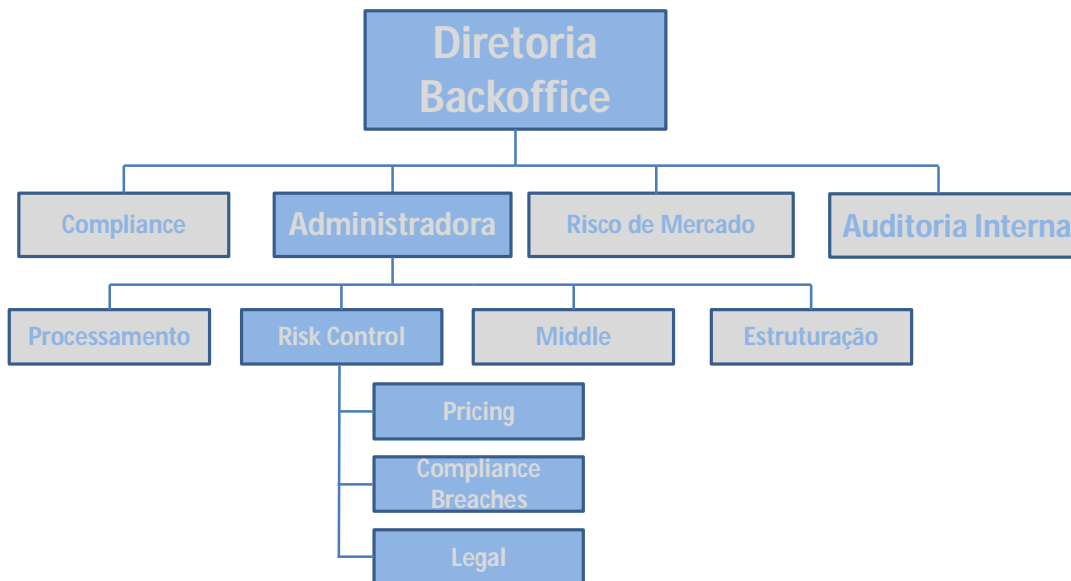 Diretoria
Backoffice
Compliance
Administradora
Risco de Mercado
Auditoria Interna
Processamento
Risk Control
Middle
Estruturação
Pricing
Compliance
Breaches
Legal